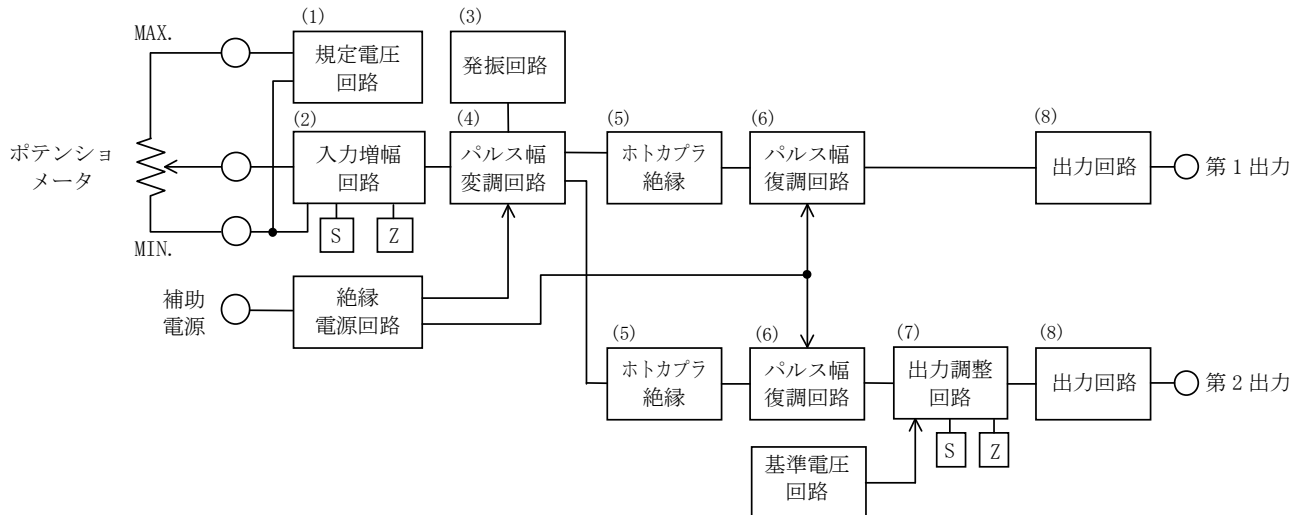 (1)
(3)
MAX.
規定電圧
回路
発振回路
(2)
(4)
(5)
(6)
(8)
ポテンショ
メータ
入力増幅
回路
パルス幅
変調回路
ホトカプラ
絶縁
パルス幅
復調回路
出力回路
第1出力
S
Z
MIN.
補助
電源
絶縁
電源回路
(5)
(6)
(7)
(8)
ホトカプラ
絶縁
パルス幅
復調回路
出力調整
回路
出力回路
第2出力
S
Z
基準電圧
回路